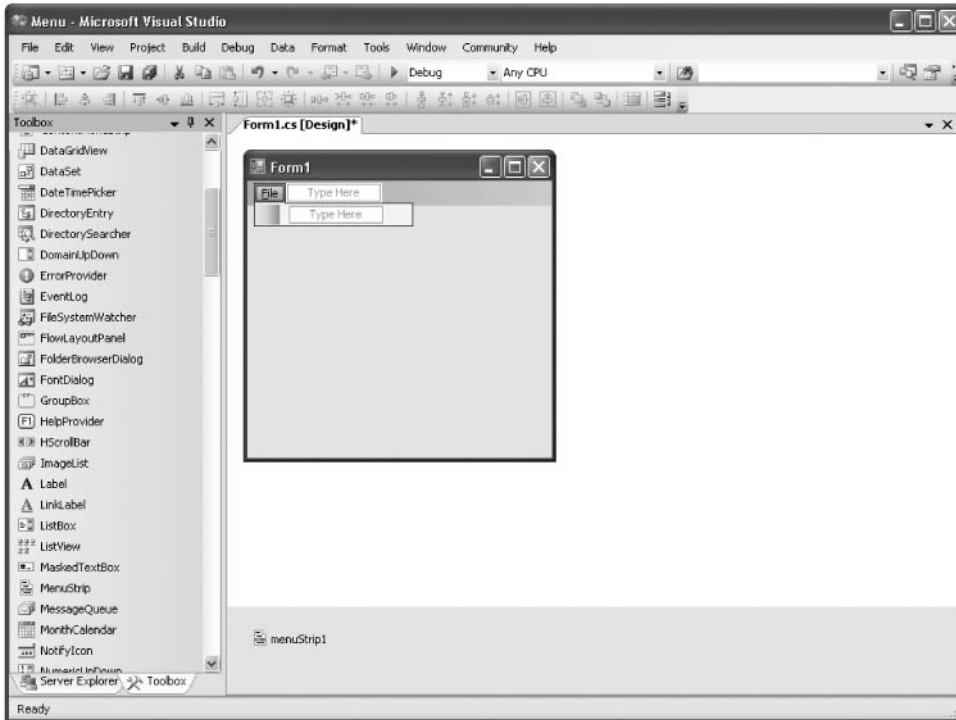 Menu - Microsoft Visual Studio
File Edit View Project Build Debug Data Format Tools Window Community Help
Debug Any CPU
Toolbox
Form1.cs [Design]*
DataGridView
DataSet
DateTimePicker
DirectoryEntry
DirectorySearcher
DomainUpDown
ErrorProvider
EventLog
FileSystemWatcher
FlowLayoutPanel
FolderBrowserDialog
FontDialog
GroupBox
HelpProvider
HScrollBar
ImageList
Label
LinkLabel
ListBox
ListView
MaskedTextBox
MenuStrip
MessageQueue
MonthCalendar
NotifyIcon
Server Explorer Toolbox
Form1
File Type Here
Type Here
menuStrip1
Ready